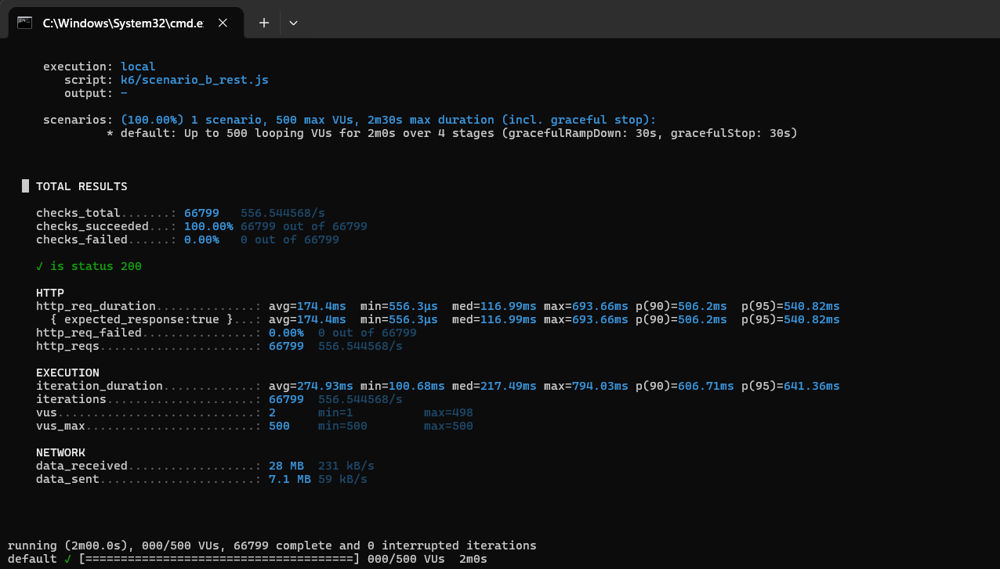 C:\Windows\System32\cmd.e
execution: local
script: k6/scenario_b_rest.js
output: -
scenarios: (100.00%) 1 scenario, 500 max VUs, 2m30s max duration (incl. graceful stop):
* default: Up to 500 looping VUs for 2m0s over 4 stages (gracefulRampDown: 30s, gracefulStop: 30s)
█ TOTAL RESULTS
checks_total.......: 66799 556.544568/s
checks_succeeded...: 100.00% 66799 out of 66799
checks_failed......: 0.00% 0 out of 66799
✓ is status 200
HTTP
http_req_duration..............: avg=174.4ms min=556.3µs med=116.99ms max=693.66ms p(90)=506.2ms p(95)=540.82ms
{ expected_response:true }...: avg=174.4ms min=556.3µs med=116.99ms max=693.66ms p(90)=506.2ms p(95)=540.82ms
http_req_failed................: 0.00% 0 out of 66799
http_reqs......................: 66799 556.544568/s
EXECUTION
iteration_duration.............: avg=274.93ms min=100.68ms med=217.49ms max=794.03ms p(90)=606.71ms p(95)=641.36ms
iterations.....................: 66799 556.544568/s
vus............................: 2 min=1 max=498
vus_max........................: 500 min=500 max=500
NETWORK
data_received..................: 28 MB 231 kB/s
data_sent......................: 7.1 MB 59 kB/s
running (2m00.0s), 000/500 VUs, 66799 complete and 0 interrupted iterations
default ✓ [======================================] 000/500 VUs 2m0s